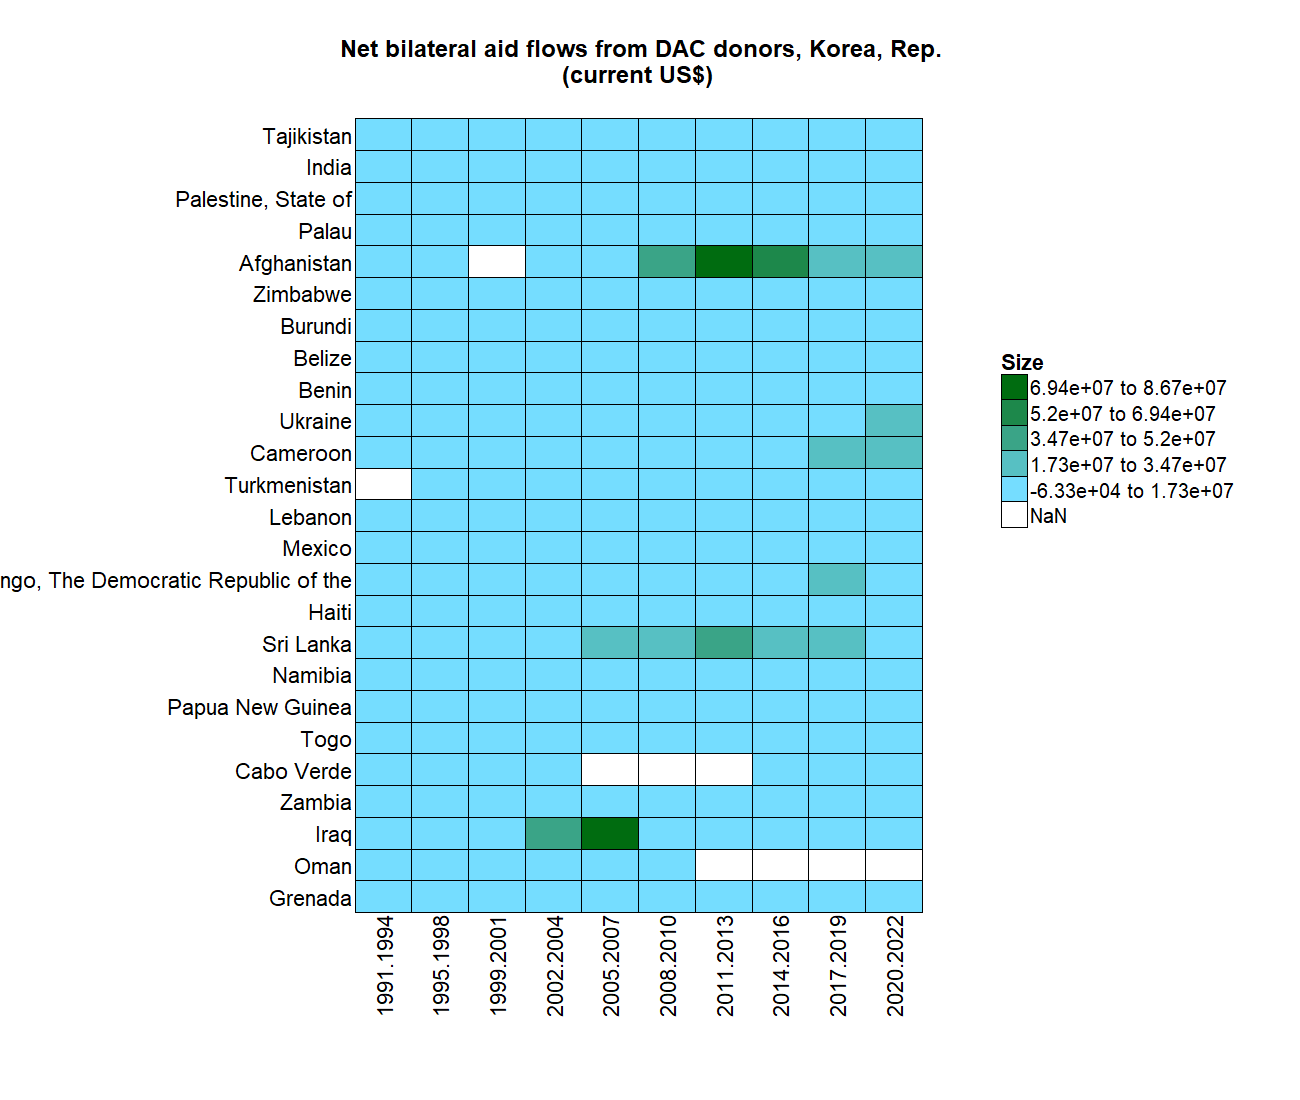 Net bilateral aid flows from DAC donors, Korea, Rep.
(current US$)
Tajikistan
India
Palestine, State of
Palau
Afghanistan
Zimbabwe
Burundi
Belize
Benin
Ukraine
Cameroon
Turkmenistan
Lebanon
Mexico
ngo, The Democratic Republic of the
Haiti
Sri Lanka
Namibia
Papua New Guinea
Togo
Cabo Verde
Zambia
Iraq
Oman
Grenada
1991.1994
1995.1998
1999.2001
2002.2004
2005.2007
2008.2010
2011.2013
2014.2016
2017.2019
2020.2022
Size
6.94e+07 to 8.67e+07
5.2e+07 to 6.94e+07
3.47e+07 to 5.2e+07
1.73e+07 to 3.47e+07
-6.33e+04 to 1.73e+07
NaN